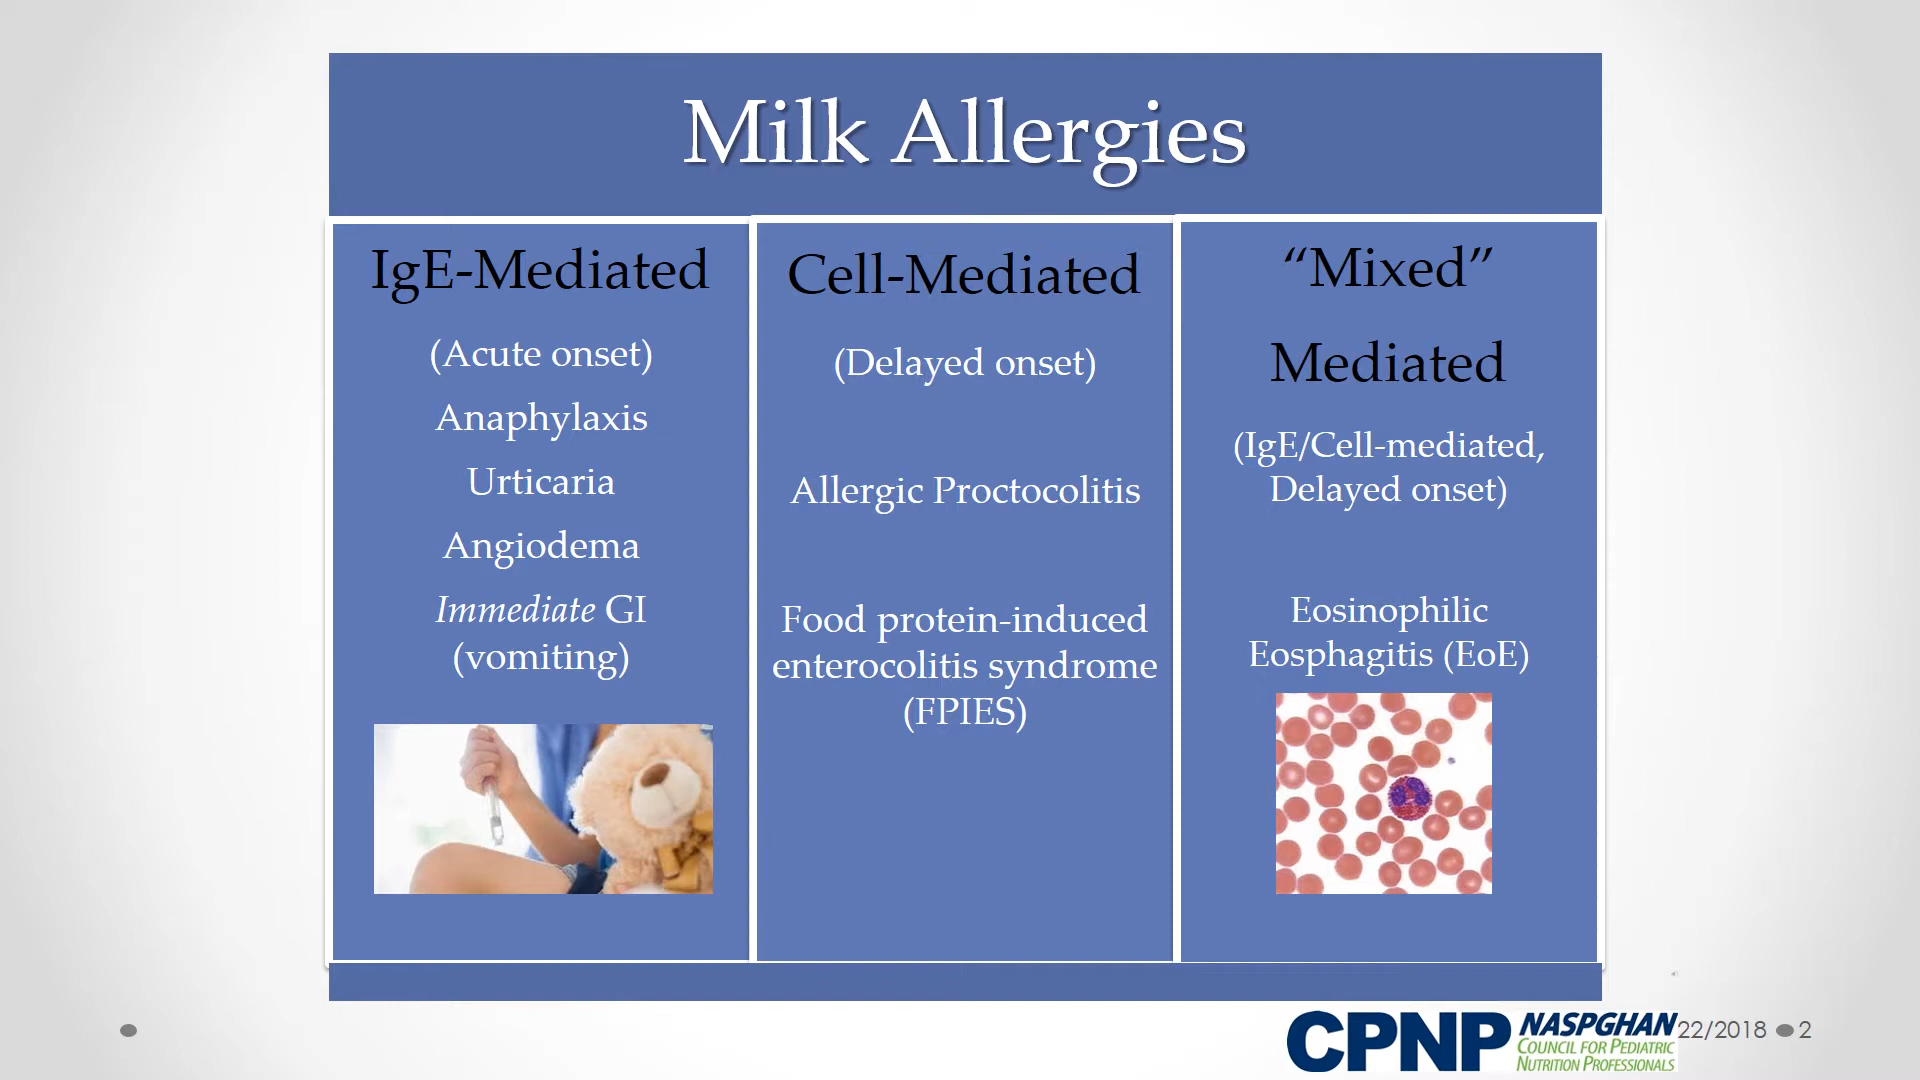 Milk Allergies
IgE-Mediated
(Acute onset)
Anaphylaxis
Urticaria
Angiodema
Immediate GI
(vomiting)
Cell-Mediated
(Delayed onset)
Allergic Proctocolitis
Food protein-induced
enterocolitis syndrome
(FPIES)
“Mixed”
Mediated
(IgE/Cell-mediated,
Delayed onset)
Eosinophilic
Eosphagitis (EoE)
CPNP
NASPGHAN
COUNCIL FOR PEDIATRIC
NUTRITION PROFESSIONALS
22/2018
2